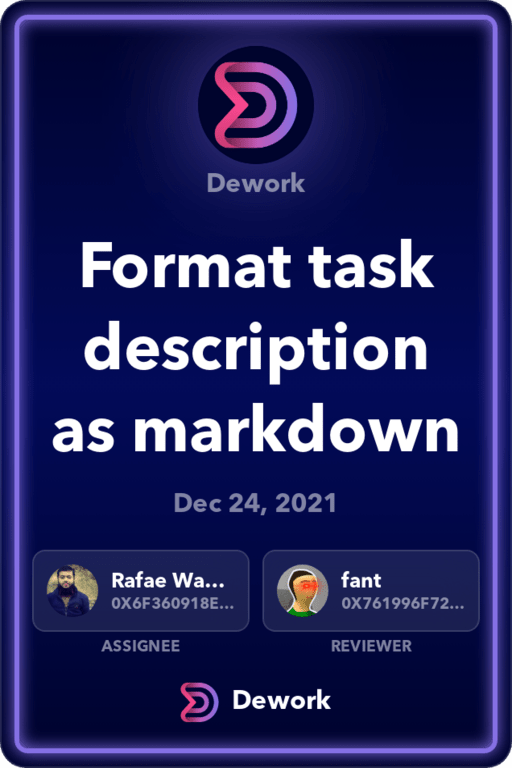 Dework
Format task
description
as markdown
Dec 24, 2021
Rafae Wa...
0X6F360918E...
ASSIGNEE
fant
0X761996F72...
REVIEWER
Dework